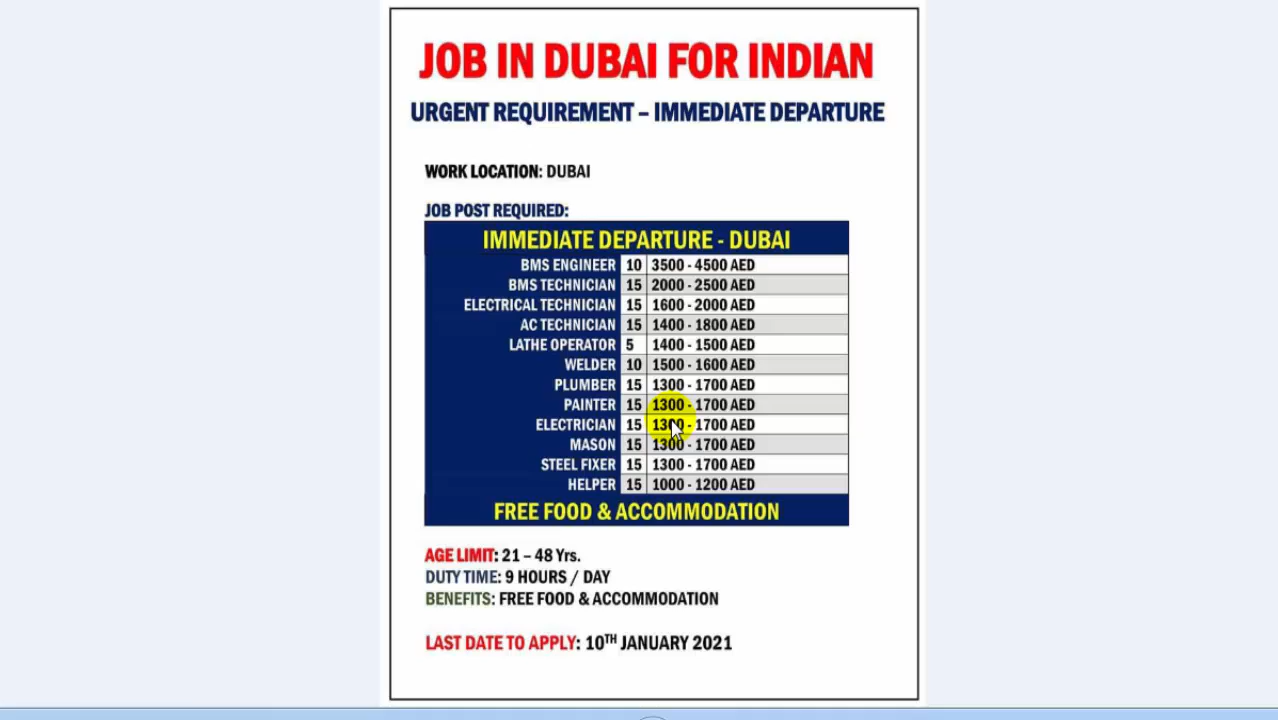 JOB IN DUBAI FOR INDIAN
URGENT REQUIREMENT – IMMEDIATE DEPARTURE
WORK LOCATION: DUBAI
JOB POST REQUIRED:
IMMEDIATE DEPARTURE - DUBAI
BMS ENGINEER 10 3500 - 4500 AED
BMS TECHNICIAN 15 2000 - 2500 AED
ELECTRICAL TECHNICIAN 15 1600 - 2000 AED
AC TECHNICIAN 15 1400 - 1800 AED
LATHE OPERATOR 5 1400 - 1500 AED
WELDER 10 1500 - 1600 AED
PLUMBER 15 1300 - 1700 AED
PAINTER 15 1300 - 1700 AED
ELECTRICIAN 15 1300 - 1700 AED
MASON 15 1300 - 1700 AED
STEEL FIXER 15 1300 - 1700 AED
HELPER 15 1000 - 1200 AED
FREE FOOD & ACCOMMODATION
AGE LIMIT: 21 – 48 Yrs.
DUTY TIME: 9 HOURS / DAY
BENEFITS: FREE FOOD & ACCOMMODATION
LAST DATE TO APPLY: 10TH JANUARY 2021